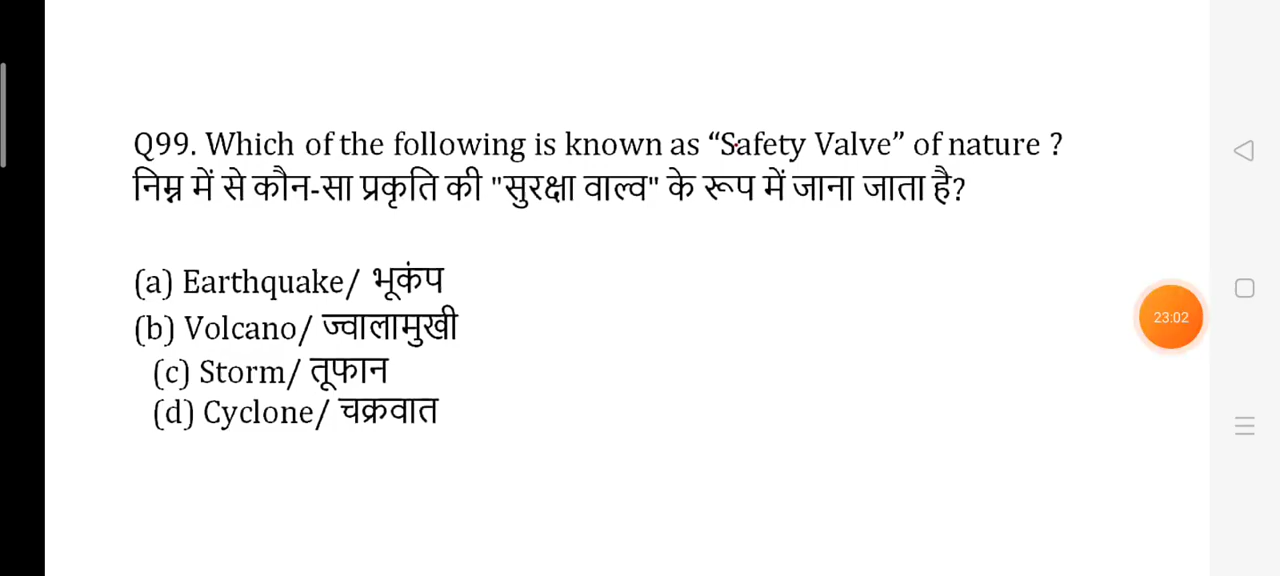 Q99. Which of the following is known as “Safety Valve” of nature ?
निम्न में से कौन-सा प्रकृति की "सुरक्षा वाल्व" के रूप में जाना जाता है?
(a) Earthquake/ भूकंप
(b) Volcano/ ज्वालामुखी
(c) Storm/ तूफान
(d) Cyclone/ चक्रवात
23:02